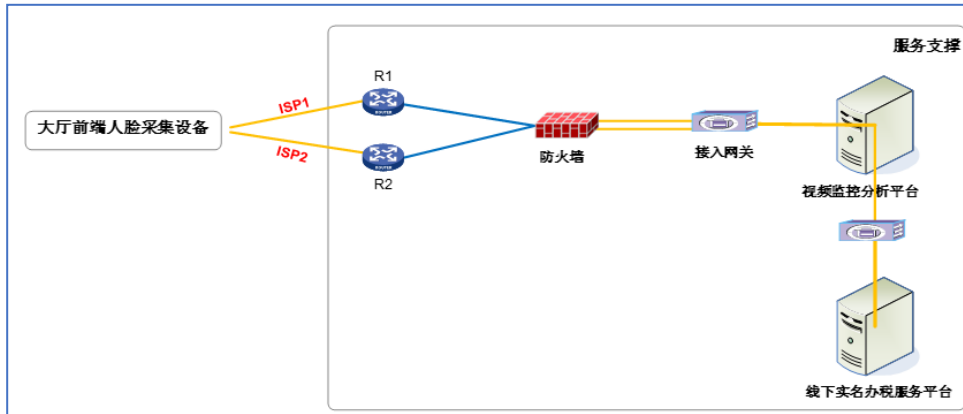 服务支撑
R1
ISP1
大厅前端人脸采集设备
ISP2
R2
防火墙
接入网关
视频监控分析平台
线下实名办税服务平台